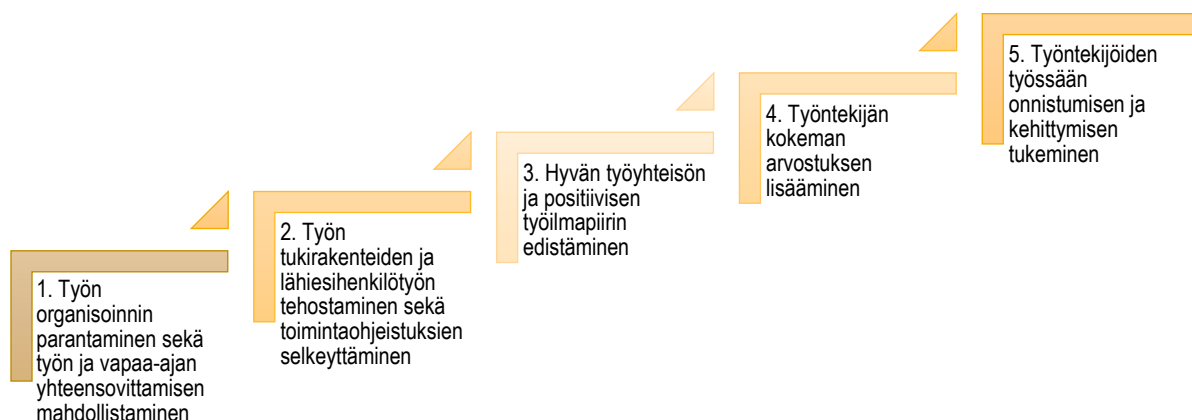 1. Työn
organisoinnin
parantaminen sekä
työn ja vapaa-ajan
yhteensovittamisen
mahdollistaminen
2. Työn
tukirakenteiden ja
lähiesihenkilötyön
tehostaminen sekä
toimintaohjeistuksien
selkeyttäminen
3. Hyvän työyhteisön
ja positiivisen
työilmapiirin
edistäminen
4. Työntekijän
kokeman
arvostuksen
lisääminen
5. Työntekijöiden
työssään
onnistumisen ja
kehittymisen
tukeminen